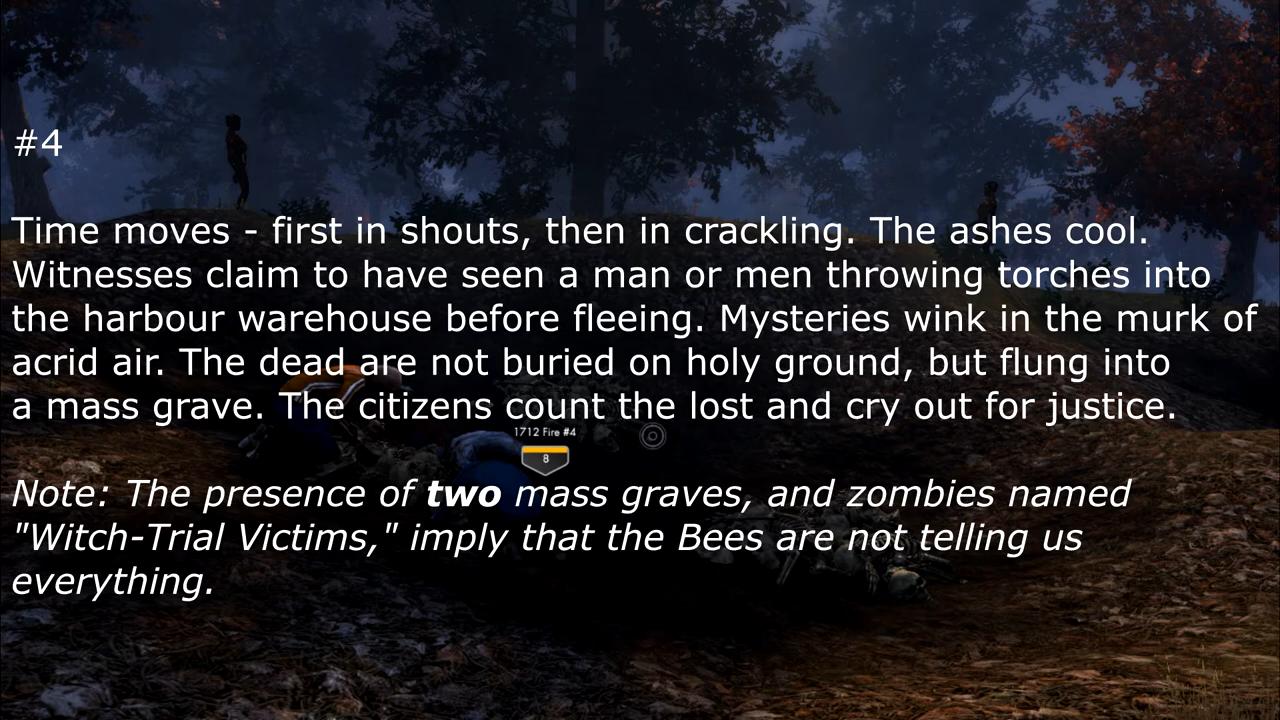 #4
Time moves - first in shouts, then in crackling. The ashes cool.
Witnesses claim to have seen a man or men throwing torches into
the harbour warehouse before fleeing. Mysteries wink in the murk of
acrid air. The dead are not buried on holy ground, but flung into
a mass grave. The citizens count the lost and cry out for justice.
1712 Fire #4
8
Note: The presence of two mass graves, and zombies named
"Witch-Trial Victims," imply that the Bees are not telling us
everything.